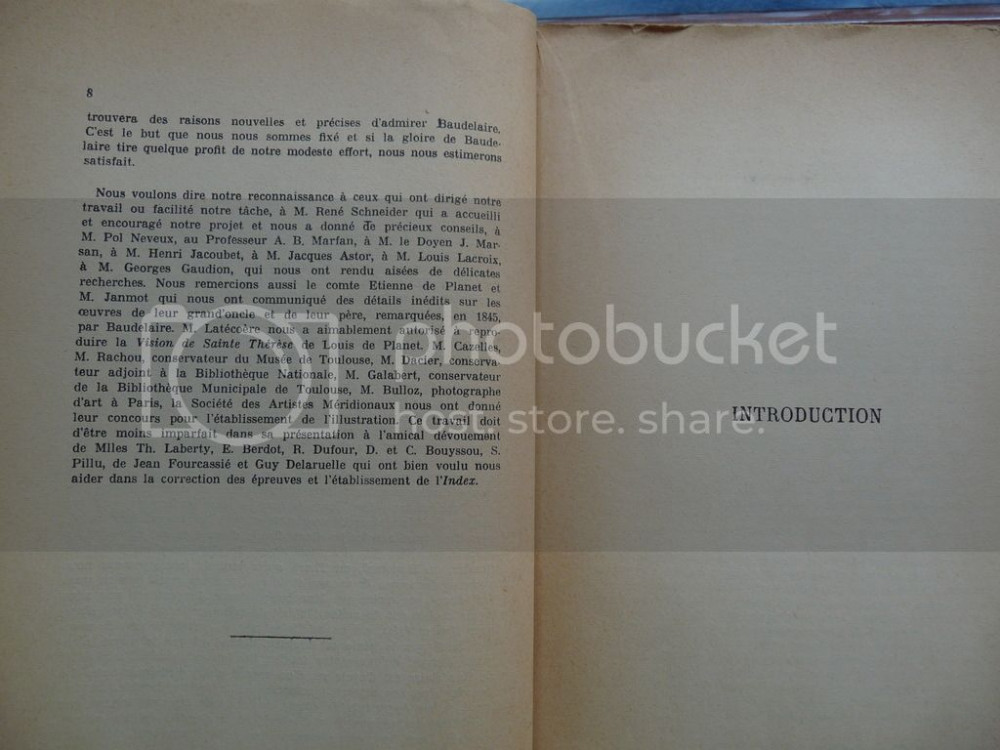 8
trouvera des raisons nouvelles et précises d'admirer Baudelaire.
C'est le but que nous nous sommes fixé et si la gloire de Baude-
laire tire quelque profit de notre modeste effort, nous nous estimerons
satisfait.
Nous voulons dire notre reconnaissance à ceux qui ont dirigé notre
travail ou facilité notre tâche, à M. René Schneider qui a accueilli
et encouragé notre projet et nous a donné de précieux conseils, à
M. Pol Neveux, au Professeur A. B. Marfan, à M. le Doyen J. Mar-
san, à M. Henri Jacoubet, à M. Jacques Astor, à M. Louis Lacroix,
à M. Georges Gaudion, qui nous ont rendu aisées de délicates
recherches. Nous remercions aussi le comte Etienne de Planet et
M. Janmot qui nous ont communiqué des détails inédits sur les
œuvres de leur grand'oncle et de leur père, remarquées, en 1845,
par Baudelaire. M. Latécoère nous a aimablement autorisé à repro-
duire la Vision de Sainte Thérèse de Louis de Planet. M. Cazelles,
M. Rachou, conservateur du Musée de Toulouse, M. Dacier, conserva-
teur adjoint à la Bibliothèque Nationale, M. Galabert, conservateur
de la Bibliothèque Municipale de Toulouse, M. Bulloz, photographe
d'art à Paris, la Société des Artistes Méridionaux nous ont donné
leur concours pour l'établissement de l'illustration. Ce travail doit
d'être moins imparfait dans sa présentation à l'amical dévouement
de Mlles Th. Laberty, E. Berdot, R. Dufour, D. et C. Bouyssou, S.
Pillu, de Jean Fourcassié et Guy Delaruelle qui ont bien voulu nous
aider dans la correction des épreuves et l'établissement de l'Index.
INTRODUCTION
photobucket
host. store. share.